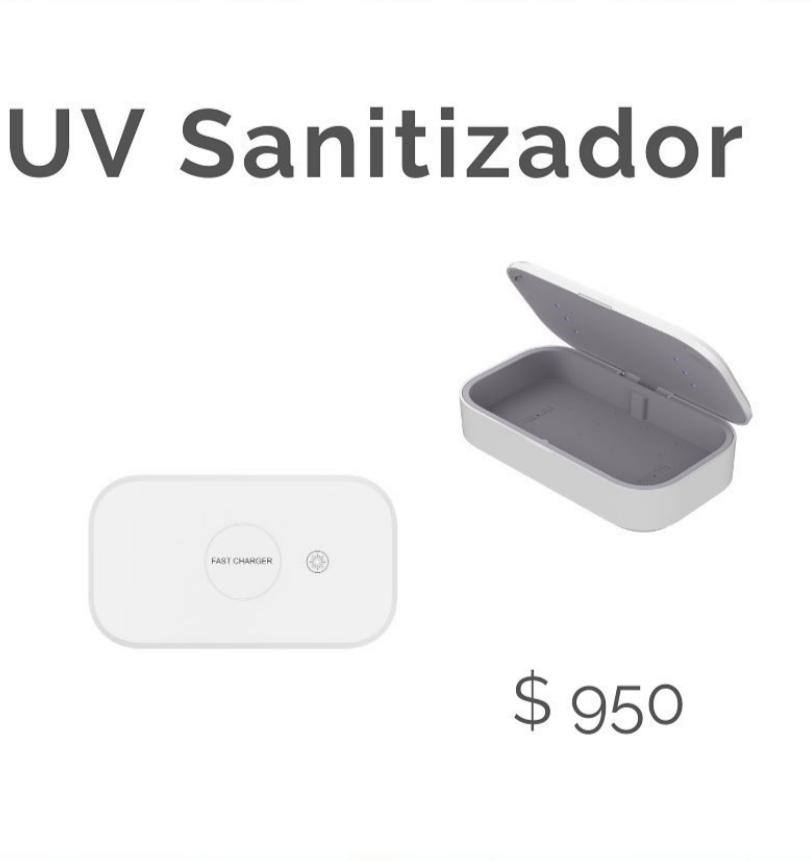 UV Sanitizador
FAST CHARGER
$ 950